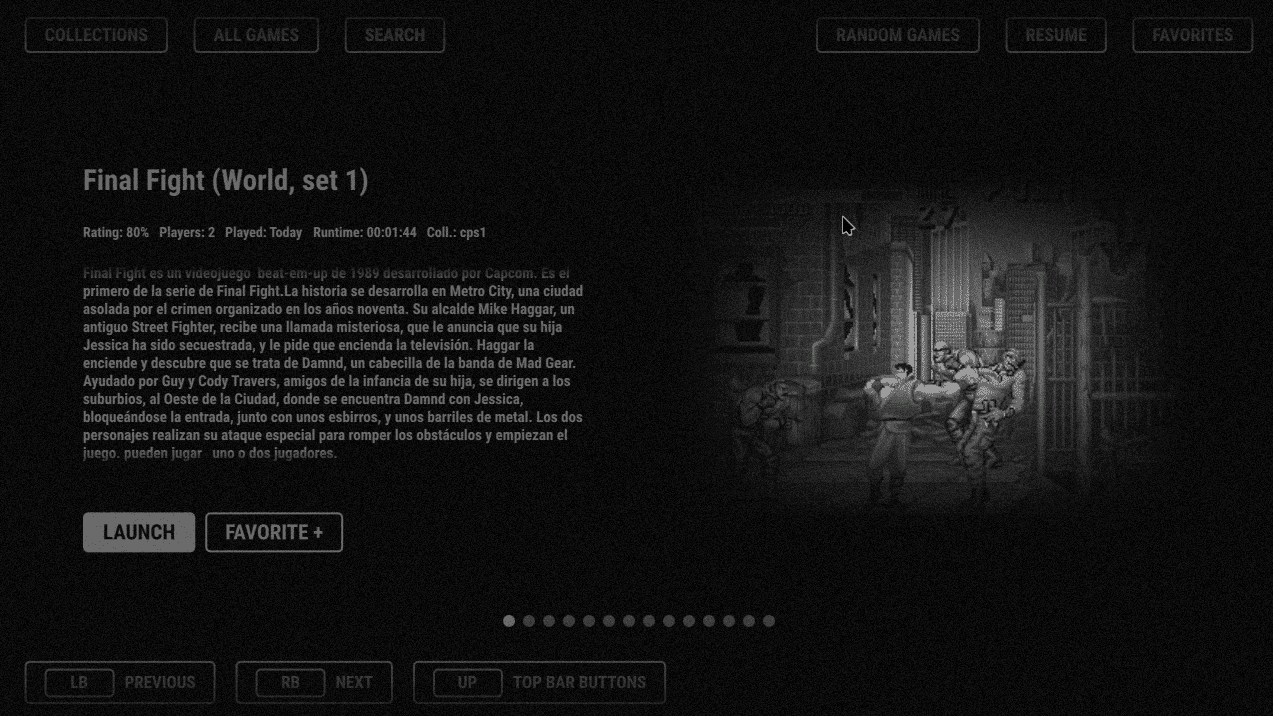 COLLECTIONS ALL GAMES SEARCH RANDOM GAMES RESUME FAVORITES
Final Fight (World, set 1)
Rating: 80% Players: 2 Played: Today Runtime: 00:01:44 Coll.: cps1
Final Fight es un videojuego beat-em-up de 1989 desarrollado por Capcom. Es el
primero de la serie de Final Fight.La historia se desarrolla en Metro City, una ciudad
asolada por el crimen organizado en los años noventa. Su alcalde Mike Haggar, un
antiguo Street Fighter, recibe una llamada misteriosa, que le anuncia que su hija
Jessica ha sido secuestrada, y le pide que encienda la televisión. Haggar la
enciende y descubre que se trata de Damnd, un cabecilla de la banda de Mad Gear.
Ayudado por Guy y Cody Travers, amigos de la infancia de su hija, se dirigen a los
suburbios, al Oeste de la Ciudad, donde se encuentra Damnd con Jessica,
bloqueándose la entrada, junto con unos esbirros, y unos barriles de metal. Los dos
personajes realizan su ataque especial para romper los obstáculos y empiezan el
juego. pueden jugar uno o dos jugadores.
LAUNCH FAVORITE +
LB PREVIOUS RB NEXT UP TOP BAR BUTTONS